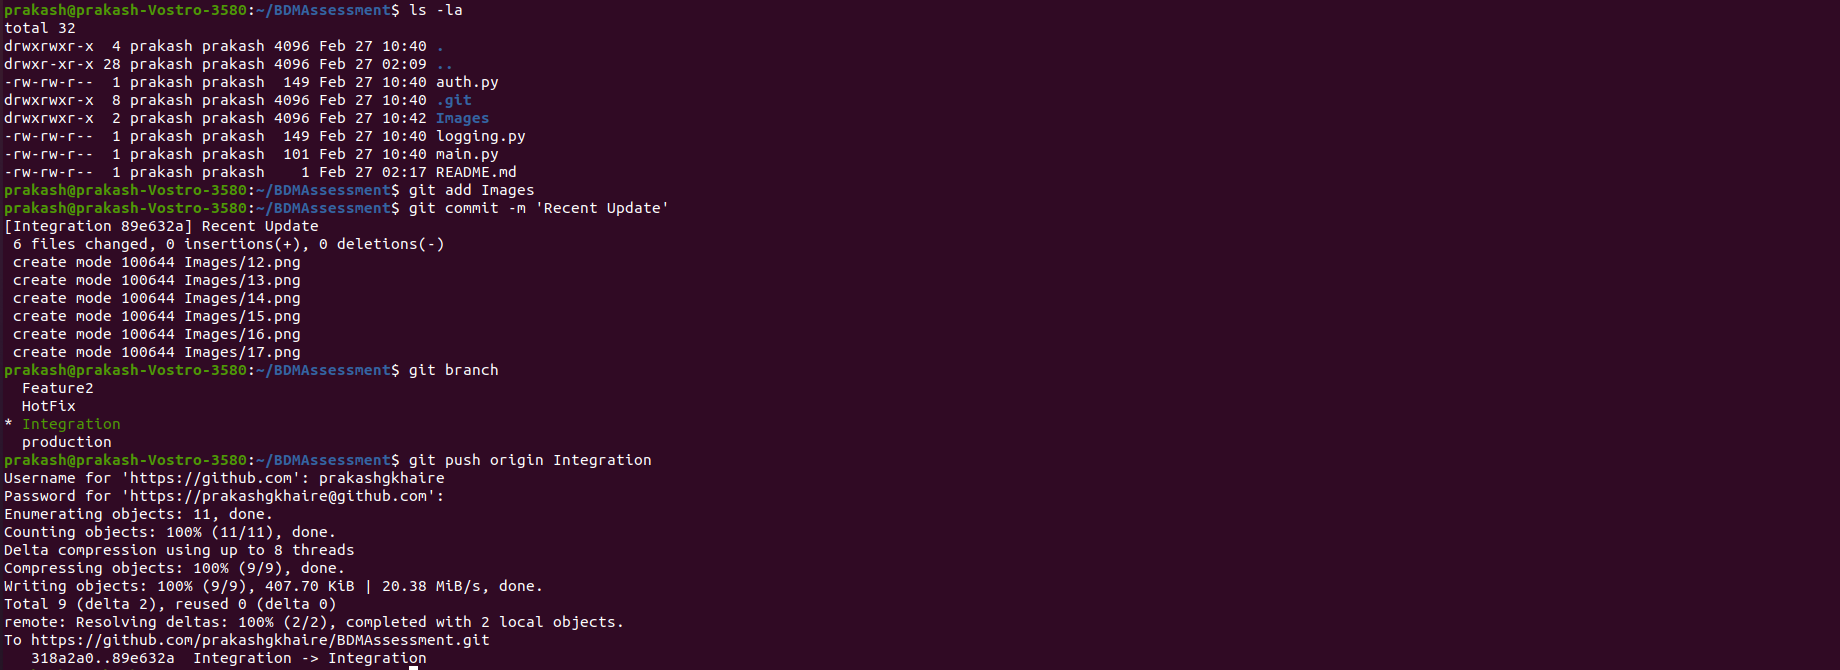 prakash@prakash-Vostro-3580:~/BDMAssessment$ ls -la
total 32
drwxrwxr-x  4 prakash prakash 4096 Feb 27 10:40 .
drwxr-xr-x 28 prakash prakash 4096 Feb 27 02:09 ..
-rw-rw-r--  1 prakash prakash  149 Feb 27 10:40 auth.py
drwxrwxr-x  8 prakash prakash 4096 Feb 27 10:40 .git
drwxrwxr-x  2 prakash prakash 4096 Feb 27 10:42 Images
-rw-rw-r--  1 prakash prakash  149 Feb 27 10:40 logging.py
-rw-rw-r--  1 prakash prakash  101 Feb 27 10:40 main.py
-rw-rw-r--  1 prakash prakash    1 Feb 27 02:17 README.md
prakash@prakash-Vostro-3580:~/BDMAssessment$ git add Images
prakash@prakash-Vostro-3580:~/BDMAssessment$ git commit -m 'Recent Update'
[Integration 89e632a] Recent Update
 6 files changed, 0 insertions(+), 0 deletions(-)
 create mode 100644 Images/12.png
 create mode 100644 Images/13.png
 create mode 100644 Images/14.png
 create mode 100644 Images/15.png
 create mode 100644 Images/16.png
 create mode 100644 Images/17.png
prakash@prakash-Vostro-3580:~/BDMAssessment$ git branch
  Feature2
  HotFix
* Integration
  production
prakash@prakash-Vostro-3580:~/BDMAssessment$ git push origin Integration
Username for 'https://github.com': prakashgkhaire
Password for 'https://prakashgkhaire@github.com':
Enumerating objects: 11, done.
Counting objects: 100% (11/11), done.
Delta compression using up to 8 threads
Compressing objects: 100% (9/9), done.
Writing objects: 100% (9/9), 407.70 KiB | 20.38 MiB/s, done.
Total 9 (delta 2), reused 0 (delta 0)
remote: Resolving deltas: 100% (2/2), completed with 2 local objects.
To https://github.com/prakashgkhaire/BDMAssessment.git
   318a2a0..89e632a  Integration -> Integration